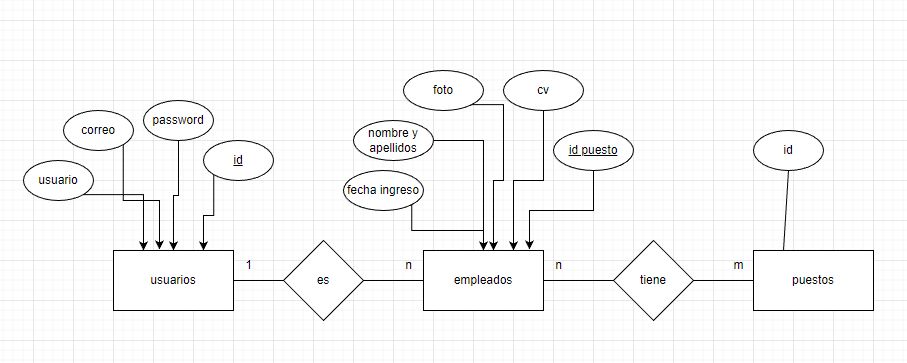 foto
cv
correo
password
nombre y
apellidos
id puesto
id
usuario
id
fecha ingreso
1
n
n
m
usuarios
es
empleados
tiene
puestos